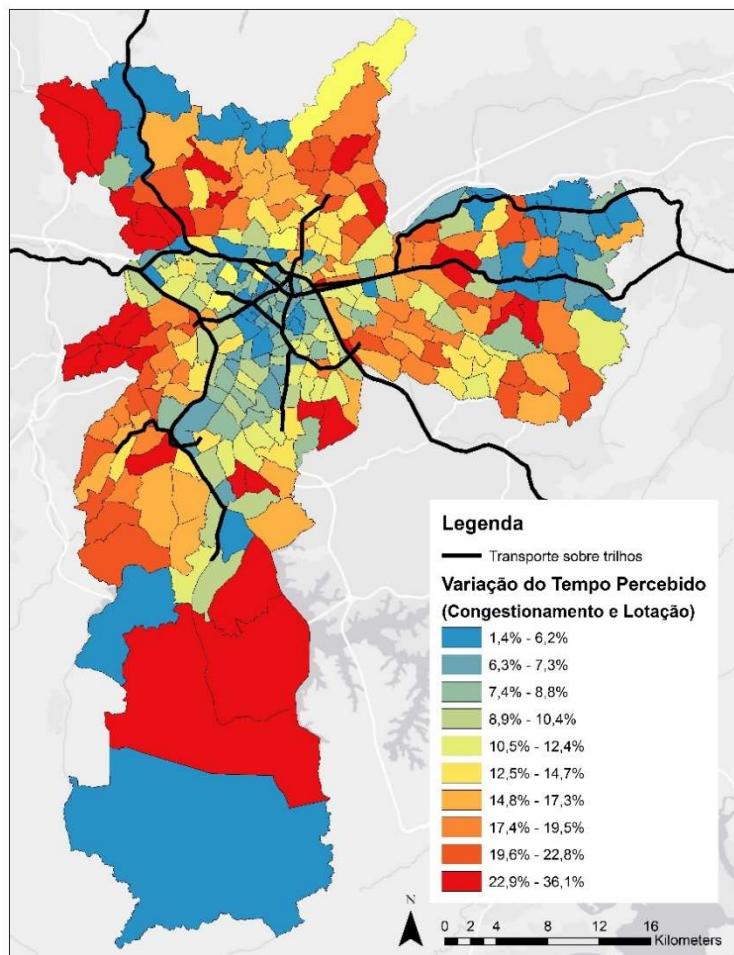 Legenda
Transporte sobre trilhos
Variação do Tempo Percebido
(Congestionamento e Lotação)
1,4% - 6,2%
6,3% - 7,3%
7,4% - 8,8%
8,9% - 10,4%
10,5% - 12,4%
12,5% - 14,7%
14,8% - 17,3%
17,4% - 19,5%
19,6% - 22,8%
22,9% - 36,1%
N
0 2 4 8 12 16
Kilometers